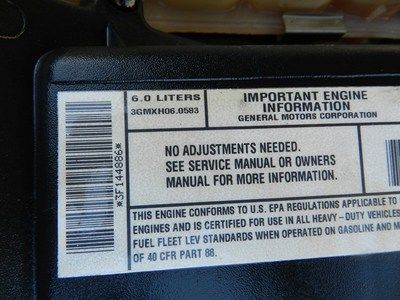 6.0 LITERS
3GMXH06.0583
IMPORTANT ENGINE
INFORMATION
GENERAL MOTORS CORPORATION
*3F144886*
NO ADJUSTMENTS NEEDED.
SEE SERVICE MANUAL OR OWNERS
MANUAL FOR MORE INFORMATION.
THIS ENGINE CONFORMS TO U.S. EPA REGULATIONS APPLICABLE TO
ENGINES AND IS CERTIFIED FOR USE IN ALL HEAVY - DUTY VEHICLES
FUEL FLEET LEV STANDARDS WHEN OPERATED ON GASOLINE AND
OF 40 CFR PART 88.